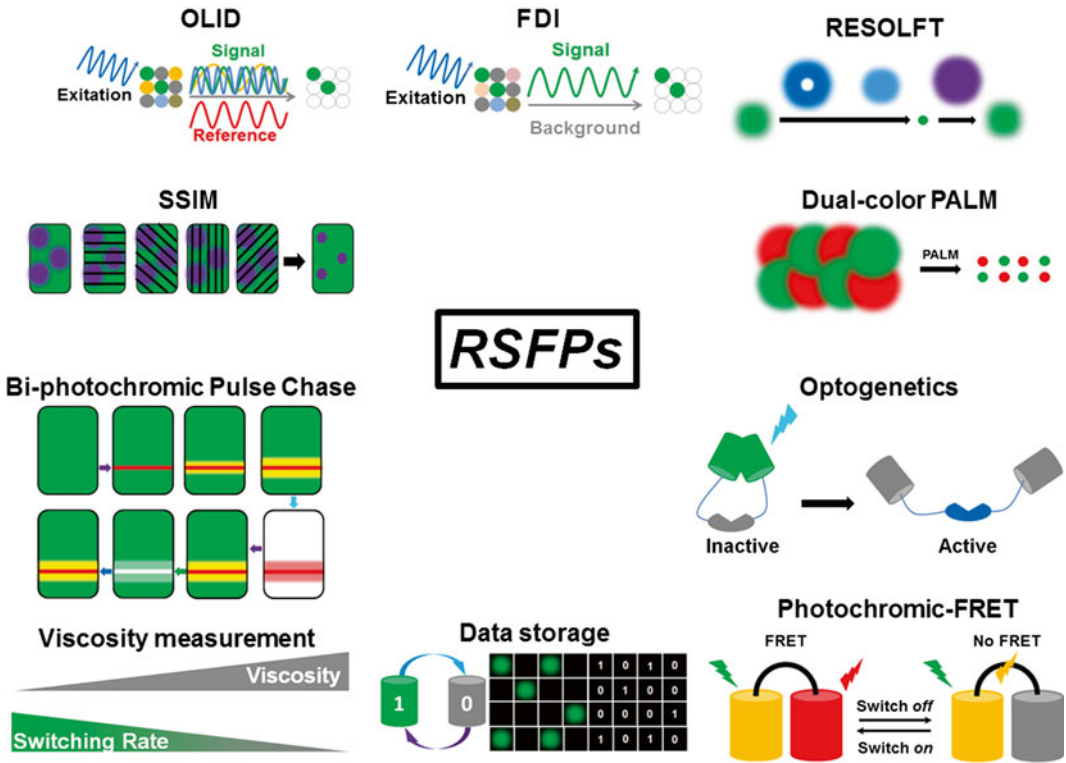 OLID
Exitation
Signal
Reference
FDI
Exitation
Signal
Background
RESOLFT
SSIM
Dual-color PALM
PALM
RSFPs
Bi-photochromic Pulse Chase
Optogenetics
Inactive
Active
Viscosity measurement
Viscosity
Switching Rate
Data storage
1
0
1 0 1 0
0 1 0 0
0 0 0 1
1 0 1 0
Photochromic-FRET
FRET
No FRET
Switch off
Switch on